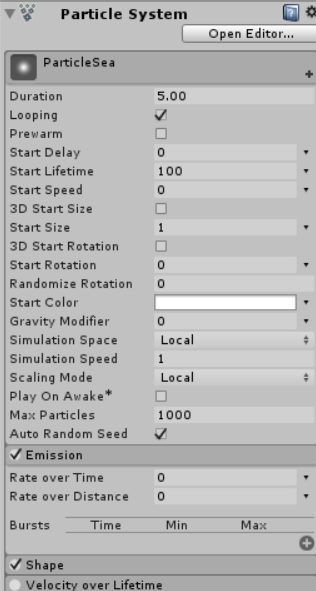 Particle System
Open Editor...
ParticleSea
Duration 5.00
Looping
Prewarm
Start Delay 0
Start Lifetime 100
Start Speed 0
3D Start Size
Start Size 1
3D Start Rotation
Start Rotation 0
Randomize Rotation 0
Start Color
Gravity Modifier 0
Simulation Space Local
Simulation Speed 1
Scaling Mode Local
Play On Awake*
Max Particles 1000
Auto Random Seed
Emission
Rate over Time 0
Rate over Distance 0
Bursts Time Min Max
Shape
Velocity over Lifetime